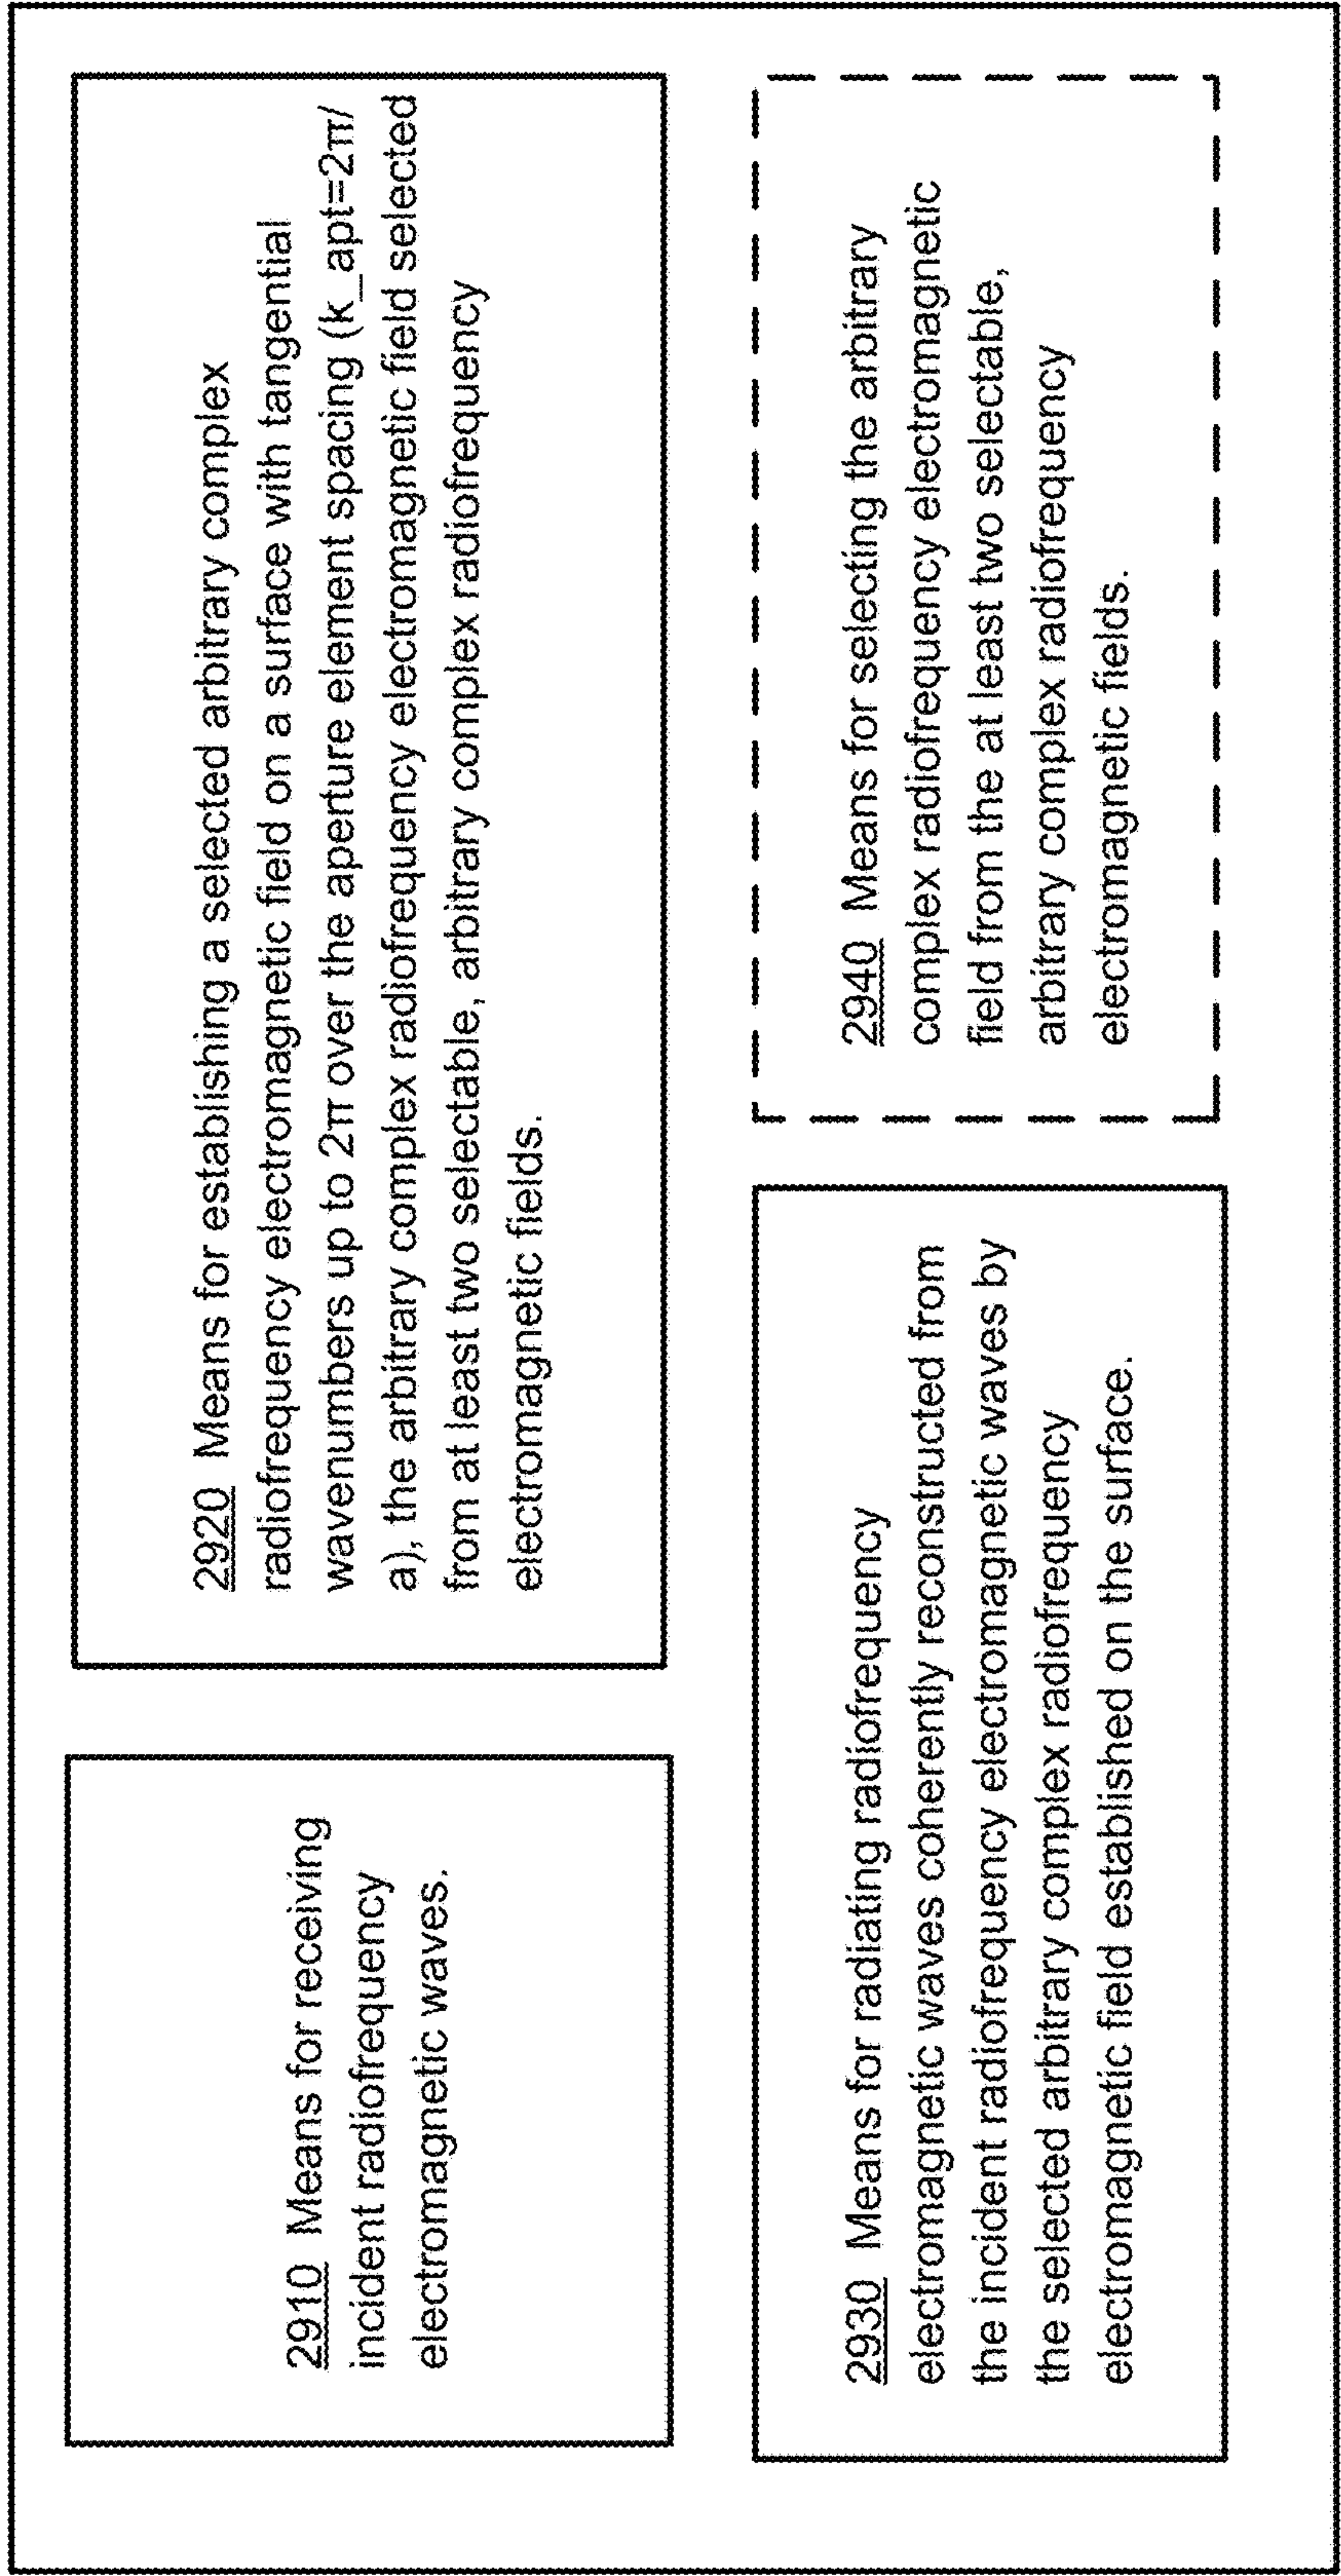 2910 Means for receiving
incident radiofrequency
electromagnetic waves.
2920 Means for establishing a selected arbitrary complex
radiofrequency electromagnetic field on a surface with tangential
wavenumbers up to 2π over the aperture element spacing (k_apt=2π/
a), the arbitrary complex radiofrequency electromagnetic field selected
from at least two selectable, arbitrary complex radiofrequency
electromagnetic fields.
2930 Means for radiating radiofrequency
electromagnetic waves coherently reconstructed from
the incident radiofrequency electromagnetic waves by
the selected arbitrary complex radiofrequency
electromagnetic field established on the surface.
2940 Means for selecting the arbitrary
complex radiofrequency electromagnetic
field from the at least two selectable,
arbitrary complex radiofrequency
electromagnetic fields.